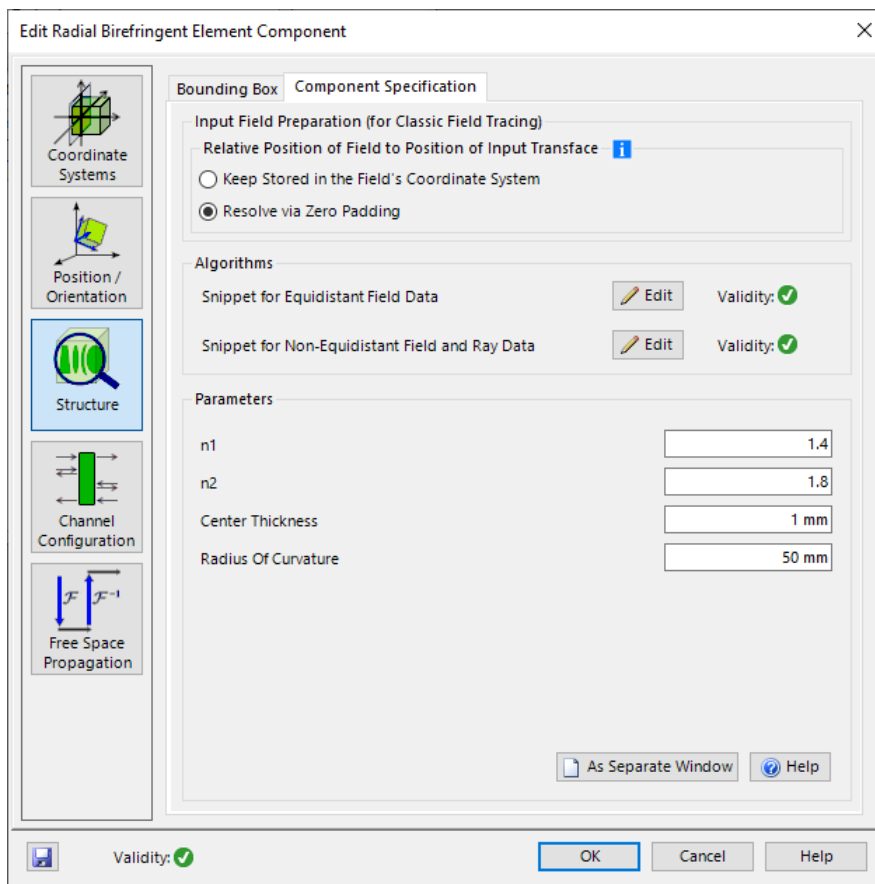 Edit Radial Birefringent Element Component
Coordinate
Systems
Position /
Orientation
Structure
Channel
Configuration
F F-1
Free Space
Propagation
Bounding Box Component Specification
Input Field Preparation (for Classic Field Tracing)
Relative Position of Field to Position of Input Transface i
Keep Stored in the Field's Coordinate System
Resolve via Zero Padding
Algorithms
Snippet for Equidistant Field Data Edit Validity:
Snippet for Non-Equidistant Field and Ray Data Edit Validity:
Parameters
n1 1.4
n2 1.8
Center Thickness 1 mm
Radius Of Curvature 50 mm
As Separate Window ? Help
Validity: OK Cancel Help